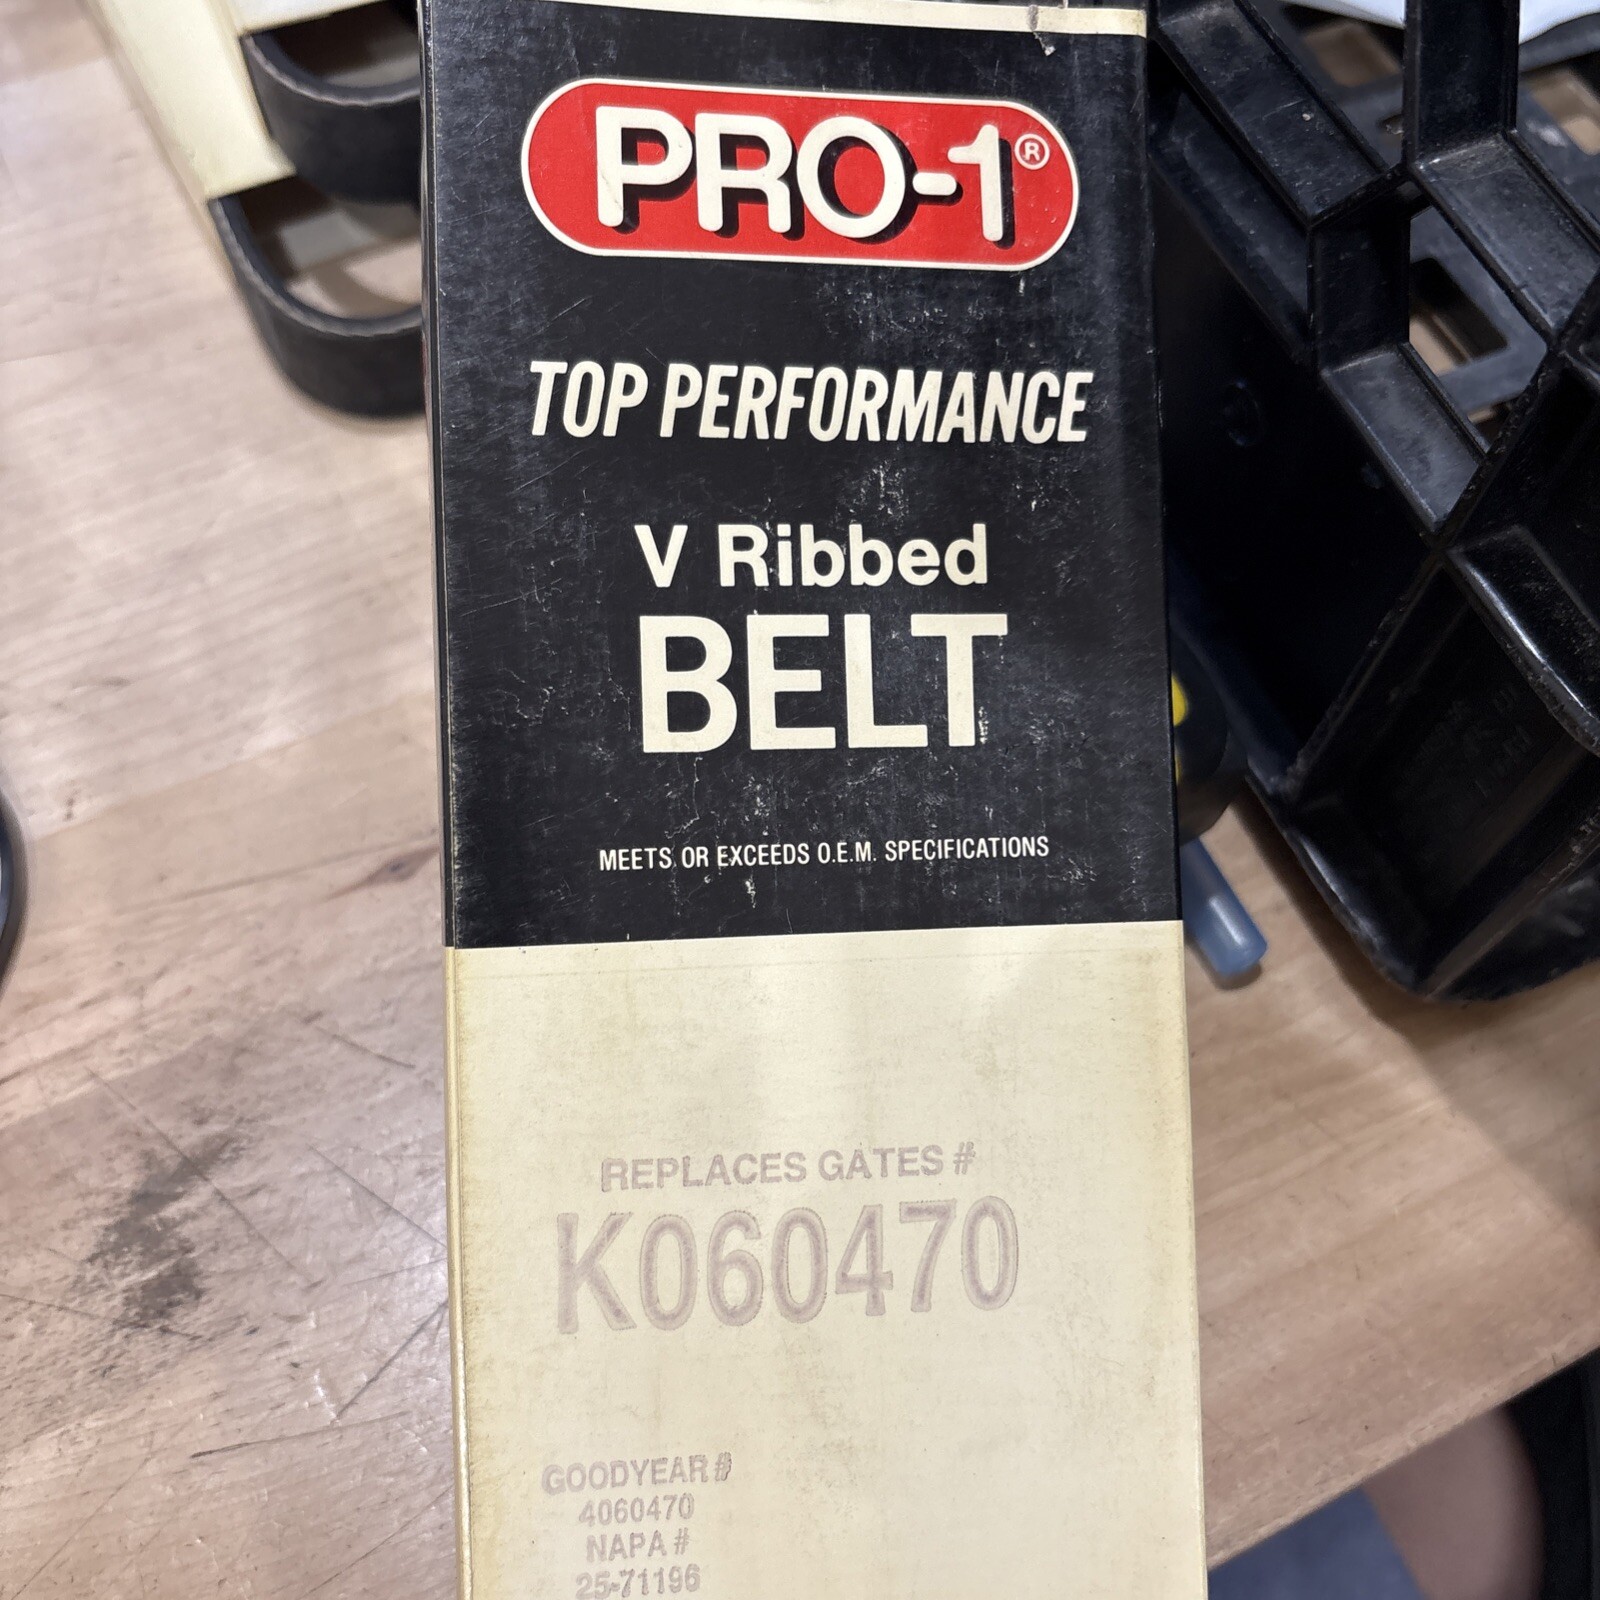 PRO-1®
TOP PERFORMANCE
V Ribbed
BELT
MEETS OR EXCEEDS O.E.M. SPECIFICATIONS
REPLACES GATES #
K060470
GOODYEAR #
4060470
NAPA #
25-71196